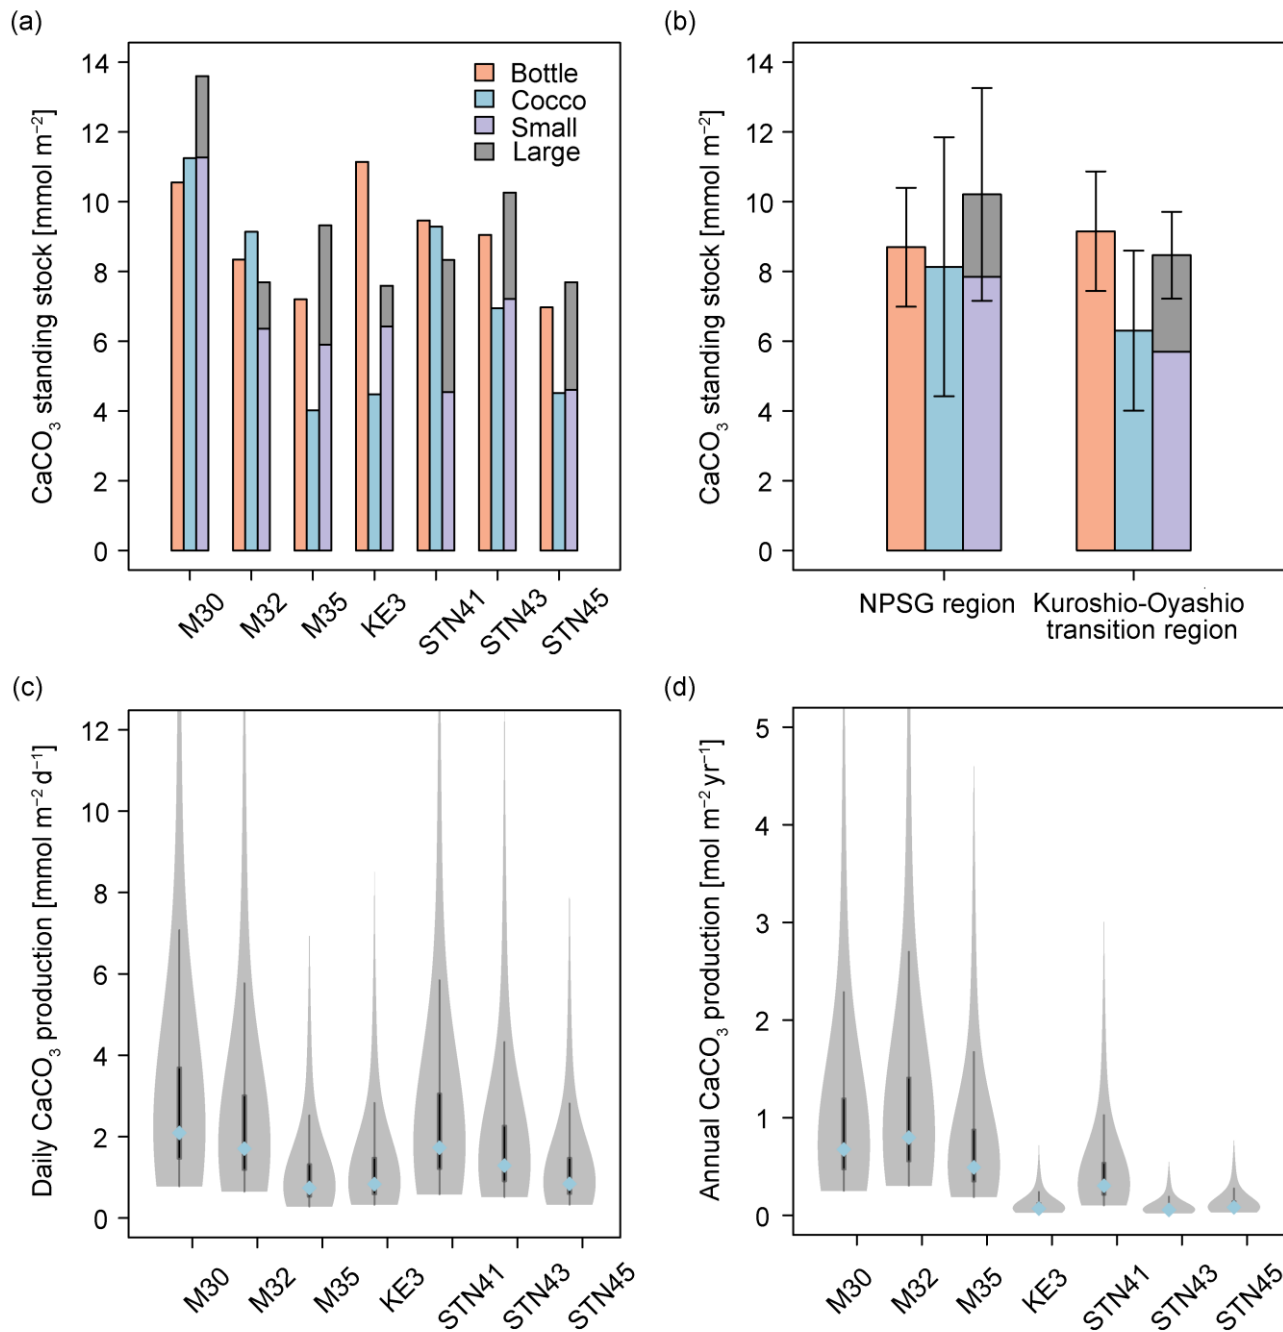 (a)
CaCO₃ standing stock [mmol m⁻²]
14
12
10
8
6
4
2
0
Bottle
Cocco
Small
Large
M30
M32
M35
KE3
STN41
STN43
STN45
(b)
CaCO₃ standing stock [mmol m⁻²]
14
12
10
8
6
4
2
0
NPSG region
Kuroshio-Oyashio
transition region
(c)
Daily CaCO₃ production [mmol m⁻² d⁻¹]
12
10
8
6
4
2
0
M30
M32
M35
KE3
STN41
STN43
STN45
(d)
Annual CaCO₃ production [mol m⁻² yr⁻¹]
5
4
3
2
1
0
M30
M32
M35
KE3
STN41
STN43
STN45